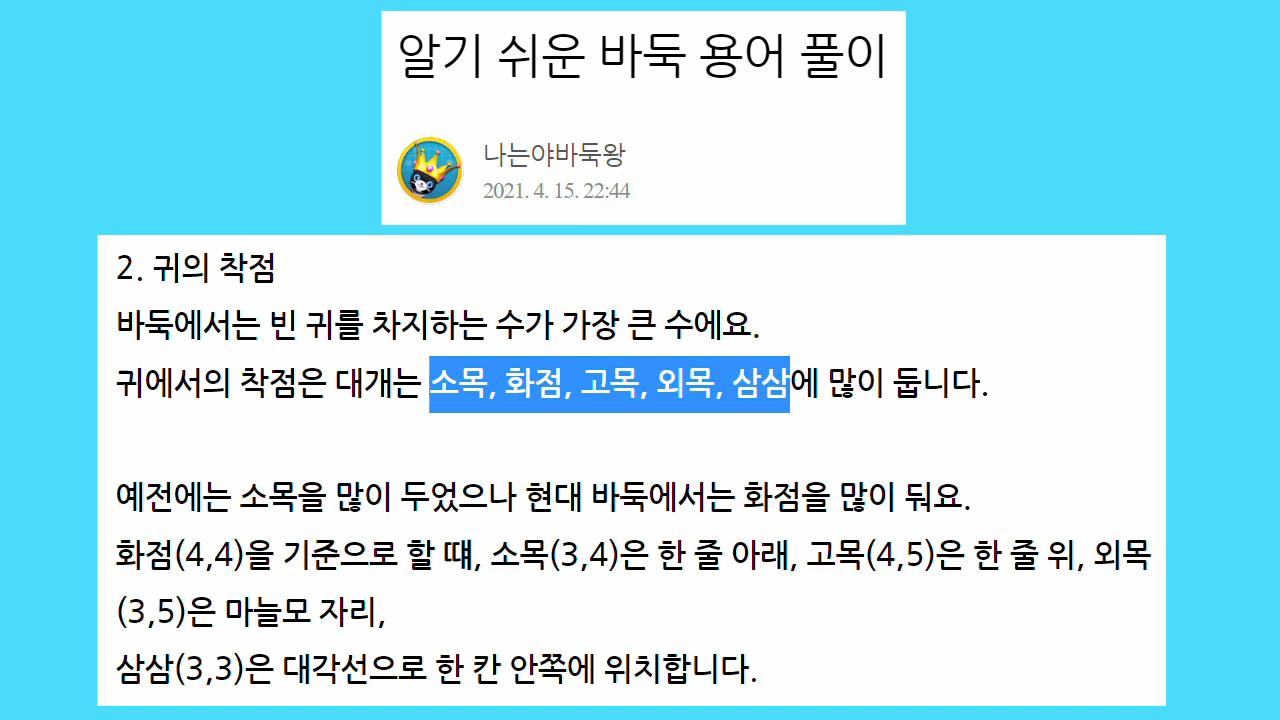 알기 쉬운 바둑 용어 풀이
나는야바둑왕
2021. 4. 15. 22:44
2. 귀의 착점
바둑에서는 빈 귀를 차지하는 수가 가장 큰 수에요.
귀에서의 착점은 대개는 소목, 화점, 고목, 외목, 삼삼에 많이 둡니다.
예전에는 소목을 많이 두었으나 현대 바둑에서는 화점을 많이 둬요.
화점(4,4)을 기준으로 할 떄, 소목(3,4)은 한 줄 아래, 고목(4,5)은 한 줄 위, 외목
(3,5)은 마늘모 자리,
삼삼(3,3)은 대각선으로 한 칸 안쪽에 위치합니다.